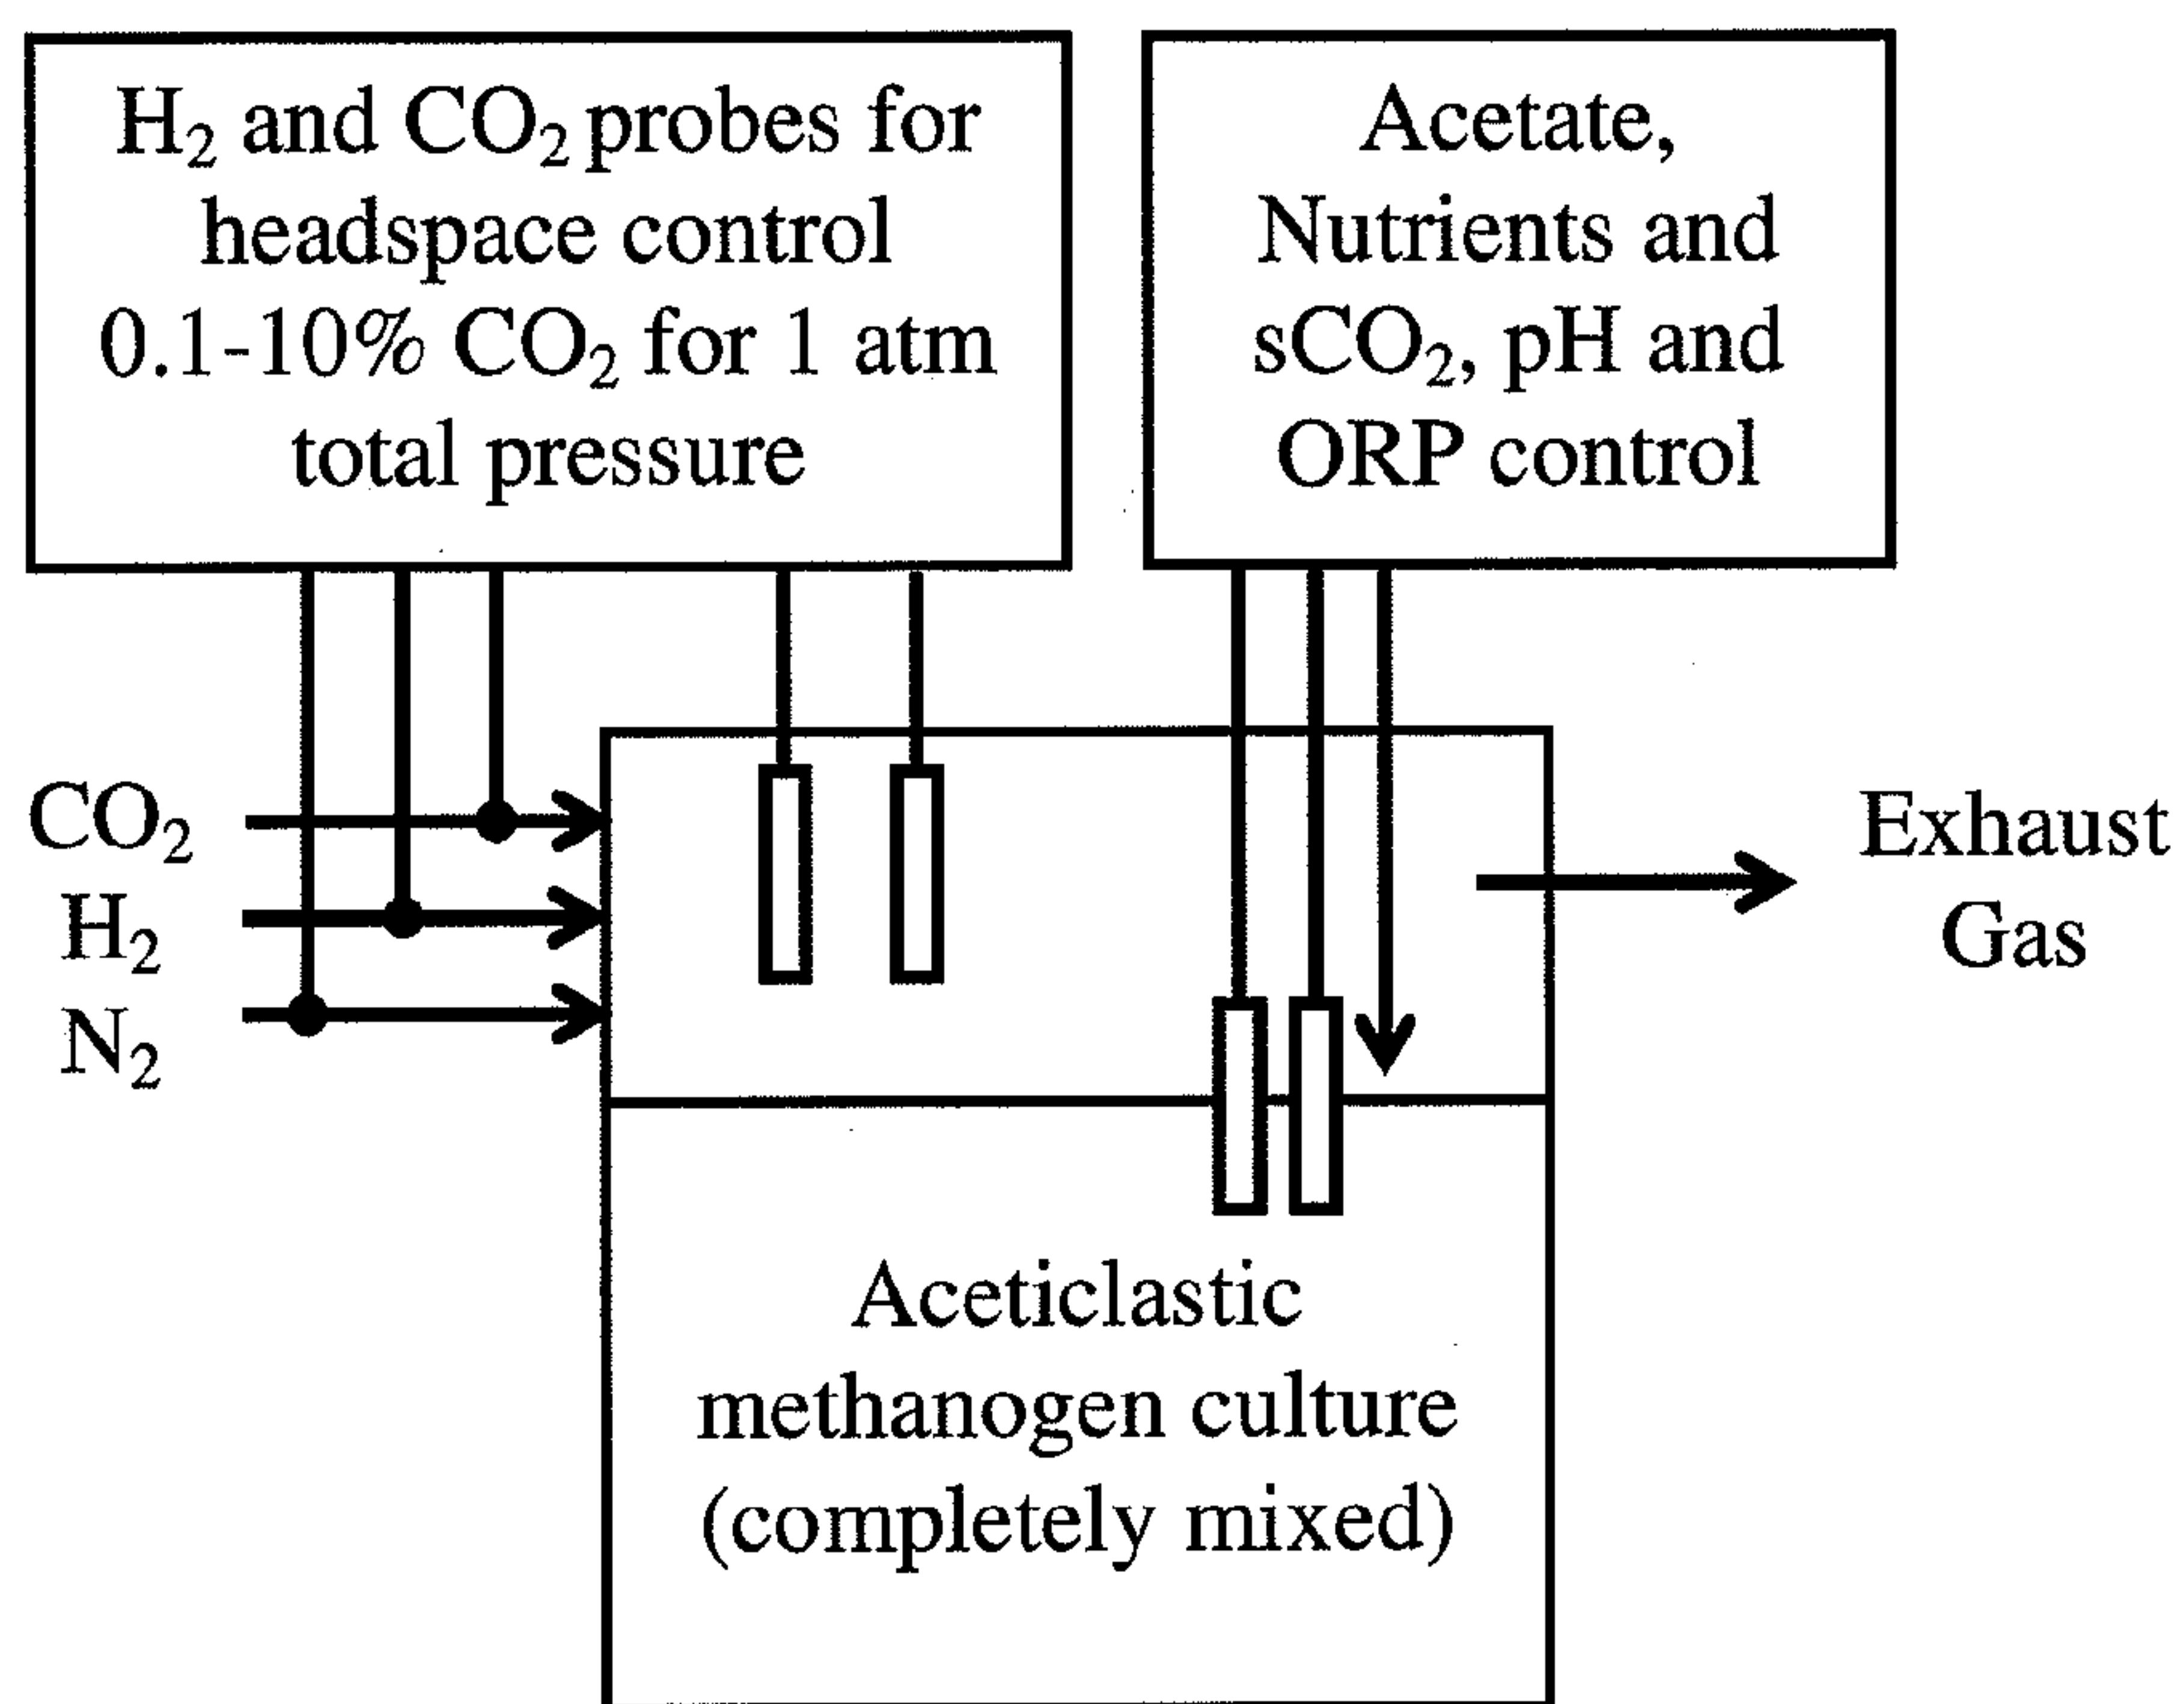 H₂ and CO₂ probes for
headspace control
0.1-10% CO₂ for 1 atm
total pressure
Acetate,
Nutrients and
sCO₂, pH and
ORP control
CO₂
H₂
N₂
Exhaust
Gas
Aceticlastic
methanogen culture
(completely mixed)